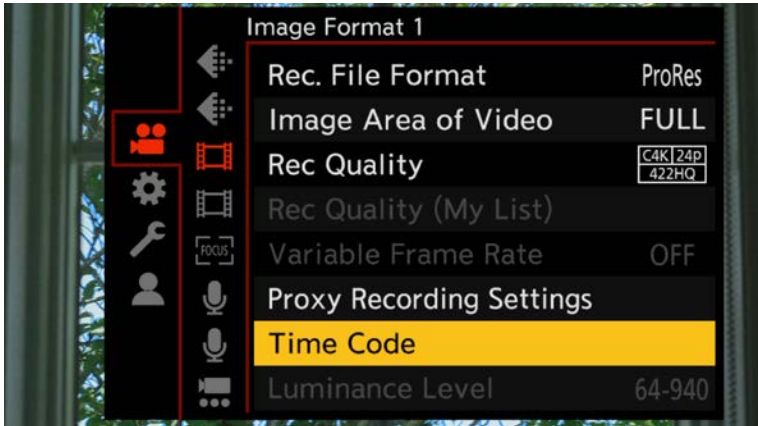 Image Format 1
Rec. File Format ProRes
Image Area of Video FULL
Rec Quality C4K 24p 422HQ
Rec Quality (My List)
FOCUS
Variable Frame Rate OFF
Proxy Recording Settings
Time Code
Luminance Level 64-940